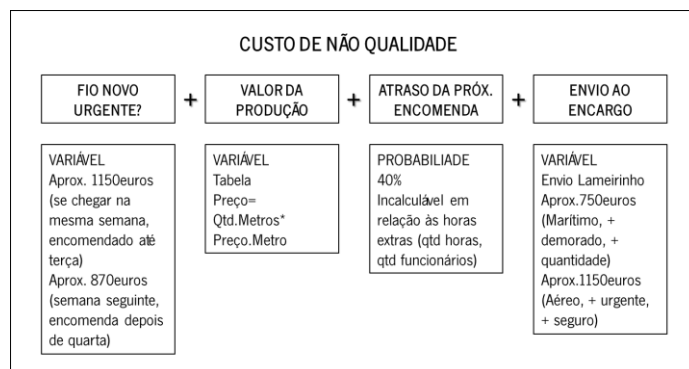 CUSTO DE NÃO QUALIDADE
FIO NOVO
URGENTE?
+
VALOR DA
PRODUÇÃO
+
ATRASO DA PRÓX.
ENCOMENDA
+
ENVIO AO
ENCARGO
VARIÁVEL
Aprox. 1150euros
(se chegar na
mesma semana,
encomendado até
terça)
Aprox. 870euros
(semana seguinte,
encomenda depois
de quarta)
VARIÁVEL
Tabela
Preço=
Qtd.Metros*
Preço.Metro
PROBABILIADE
40%
Incalculável em
relação às horas
extras (qtd horas,
qtd funcionários)
VARIÁVEL
Envio Lameirinho
Aprox.750euros
(Marítimo, +
demorado, +
quantidade)
Aprox.1150euros
(Aéreo, + urgente,
+ seguro)